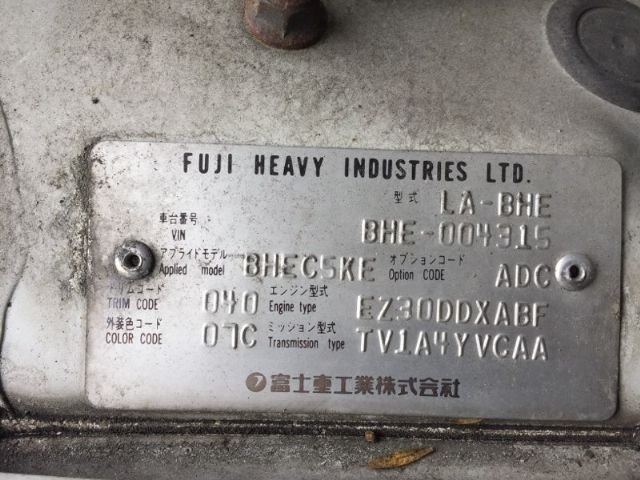 FUJI HEAVY INDUSTRIES LTD.
型式 LA-BHE
車台番号 VIN BHE-004315
アプライドモデル Applied model BHEC5KE オプションコード Option CODE ADC
トリムコード TRIM CODE 040 エンジン型式 Engine type EZ30DDXABF
外装色コード COLOR CODE 07C ミッション型式 Transmission type TV1A4YVCAA
7 富士重工業株式会社